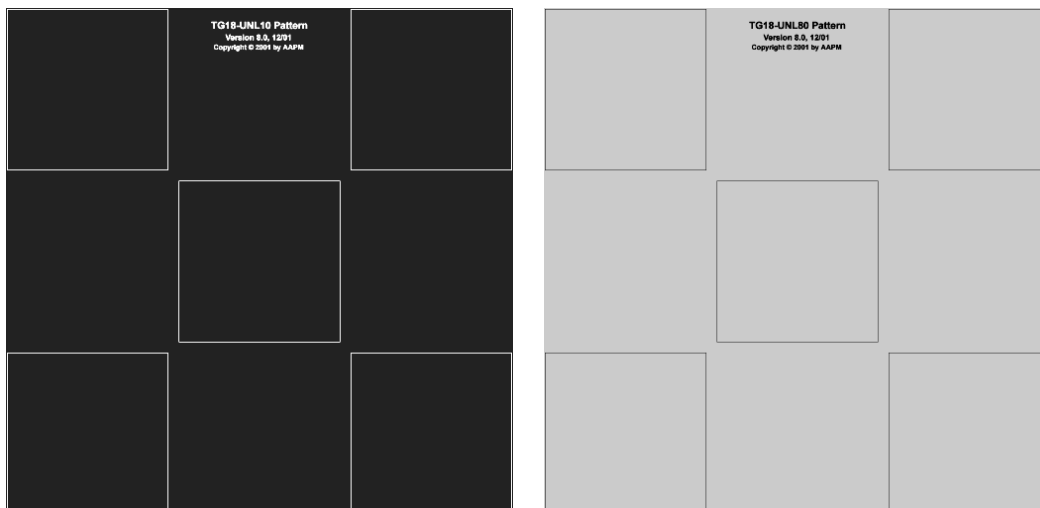 TG18-UNL10 Pattern
Version 8.0, 12/01
Copyright © 2001 by AAPM
TG18-UNL80 Pattern
Version 8.0, 12/01
Copyright © 2001 by AAPM